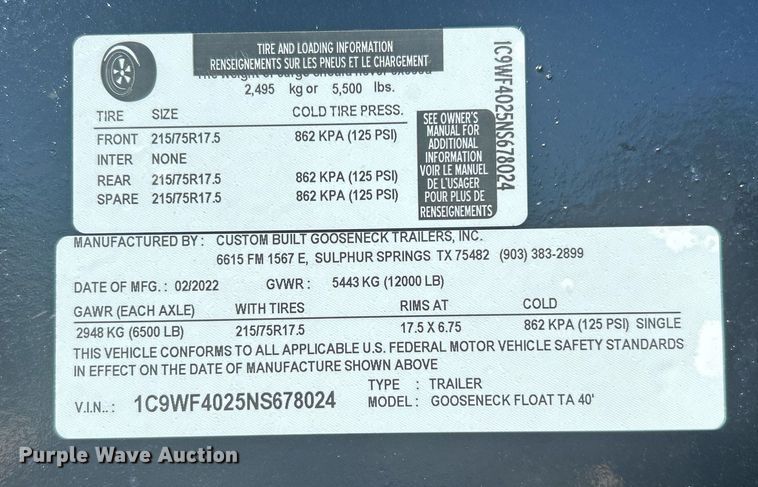 TIRE AND LOADING INFORMATION
RENSEIGNEMENTS SUR LES PNEUS ET LE CHARGEMENT
The weight of cargo should never exceed
2,495 kg or 5,500 lbs.
TIRE SIZE COLD TIRE PRESS.
FRONT 215/75R17.5 862 KPA (125 PSI)
INTER NONE
REAR 215/75R17.5 862 KPA (125 PSI)
SPARE 215/75R17.5 862 KPA (125 PSI)
SEE OWNER'S
MANUAL FOR
ADDITIONAL
INFORMATION
VOIR LE MANUEL
DE L'USAGER
POUR PLUS DE
RENSEIGNEMENTS
1C9WF4025NS678024
MANUFACTURED BY: CUSTOM BUILT GOOSENECK TRAILERS, INC.
6615 FM 1567 E, SULPHUR SPRINGS TX 75482 (903) 383-2899
DATE OF MFG. : 02/2022 GVWR: 5443 KG (12000 LB)
GAWR (EACH AXLE) WITH TIRES RIMS AT COLD
2948 KG (6500 LB) 215/75R17.5 17.5 X 6.75 862 KPA (125 PSI) SINGLE
THIS VEHICLE CONFORMS TO ALL APPLICABLE U.S. FEDERAL MOTOR VEHICLE SAFETY STANDARDS
IN EFFECT ON THE DATE OF MANUFACTURE SHOWN ABOVE
TYPE : TRAILER
V.I.N.. : 1C9WF4025NS678024 MODEL : GOOSENECK FLOAT TA 40'
Purple Wave Auction